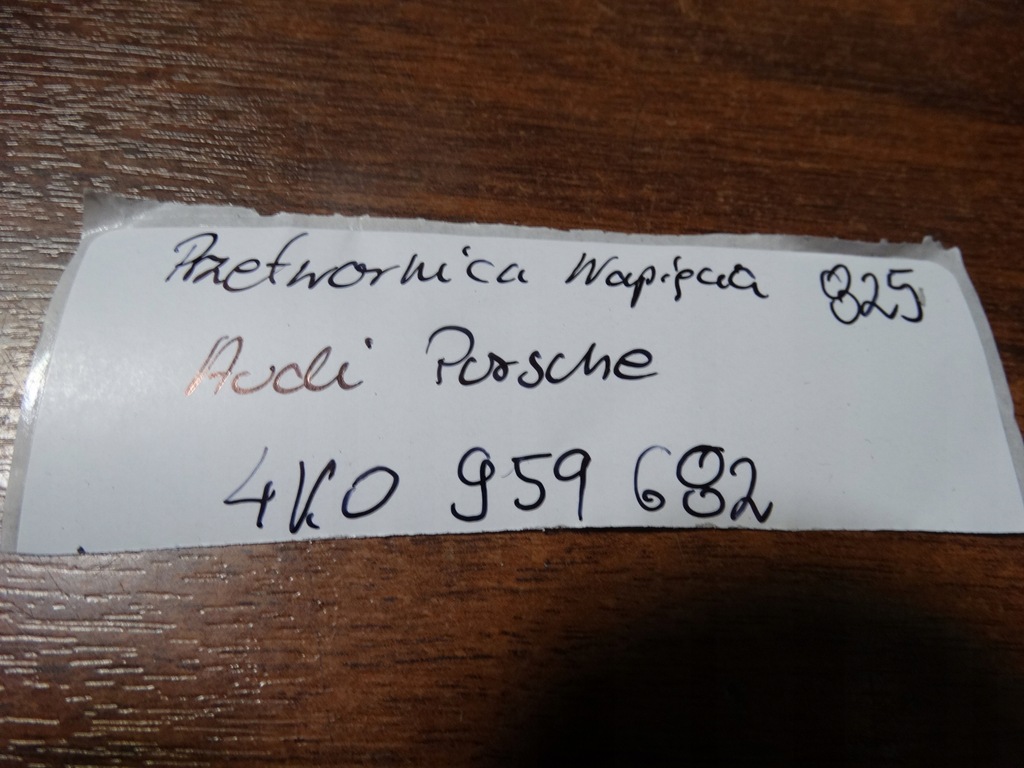 Przetwornica Napięcia 825
Audi Porsche
4K0 959 682